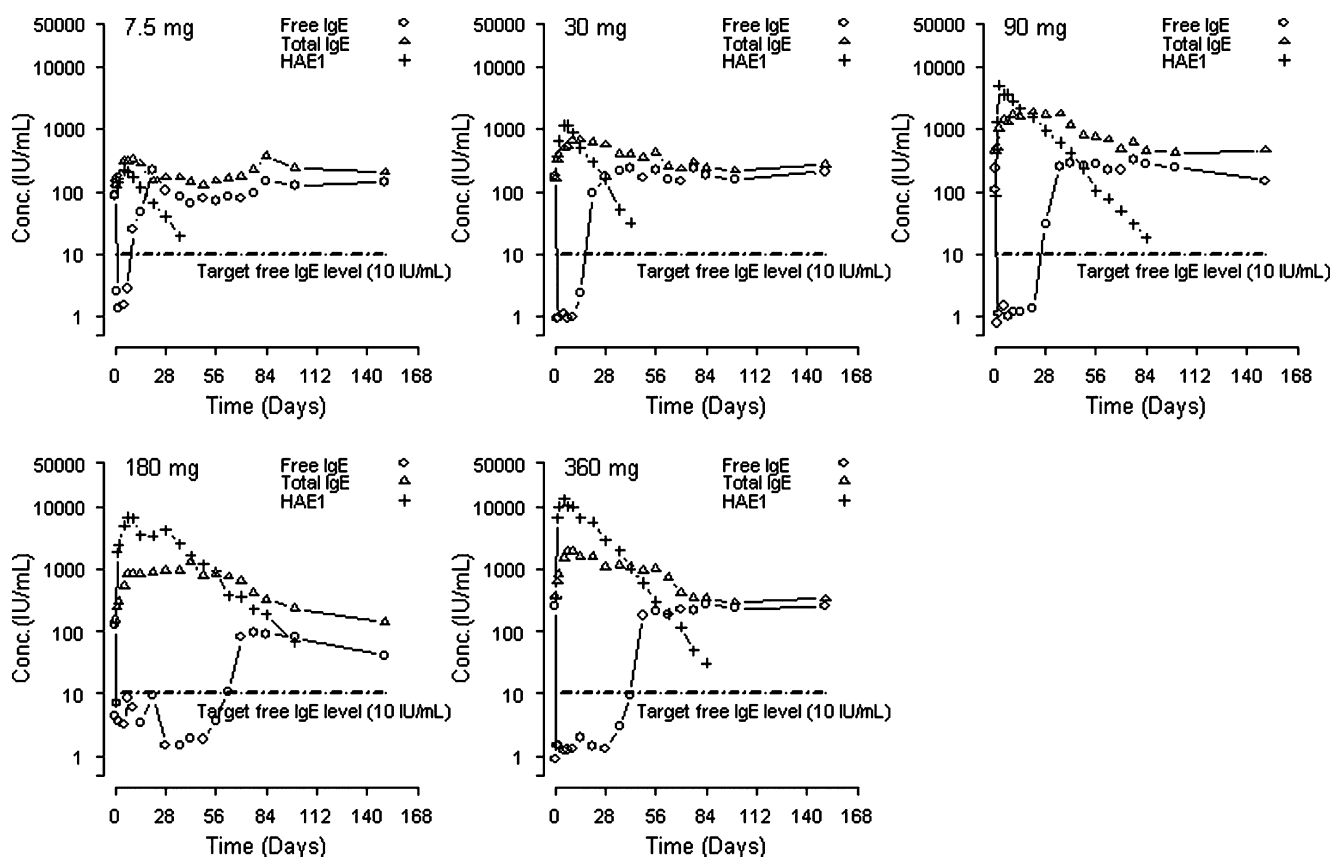 7.5 mg
Free IgE
Total IgE
HAE1
50000
10000
1000
100
10
1
Conc.(IU/mL)
Target free IgE level (10 IU/mL)
0 28 56 84 112 140 168
Time (Days)
30 mg
Free IgE
Total IgE
HAE1
50000
10000
1000
100
10
1
Conc.(IU/mL)
Target free IgE level (10 IU/mL)
0 28 56 84 112 140 168
Time (Days)
90 mg
Free IgE
Total IgE
HAE1
50000
10000
1000
100
10
1
Conc.(IU/mL)
Target free IgE level (10 IU/mL)
0 28 56 84 112 140 168
Time (Days)
180 mg
Free IgE
Total IgE
HAE1
50000
10000
1000
100
10
1
Conc.(IU/mL)
Target free IgE level (10 IU/mL)
0 28 56 84 112 140 168
Time (Days)
360 mg
Free IgE
Total IgE
HAE1
50000
10000
1000
100
10
1
Conc.(IU/mL)
Target free IgE level (10 IU/mL)
0 28 56 84 112 140 168
Time (Days)